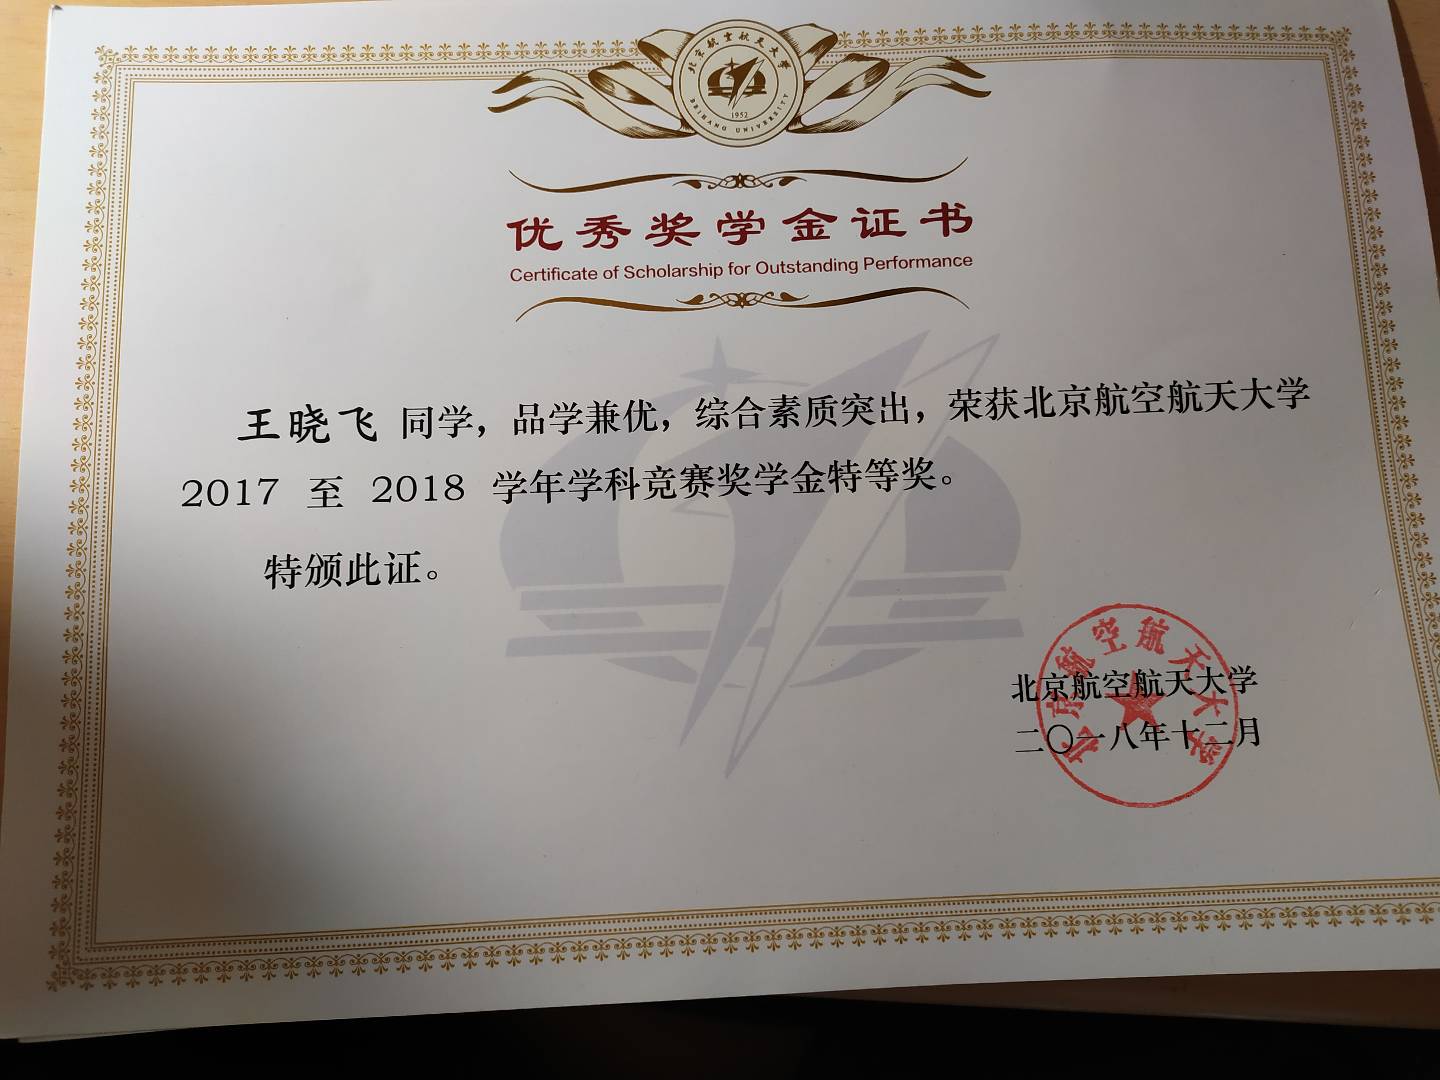 北京航空航天大学
BEIHANG UNIVERSITY
1952
优秀奖学金证书
Certificate of Scholarship for Outstanding Performance
王晓飞 同学，品学兼优，综合素质突出，荣获北京航空航天大学
2017 至 2018 学年学科竞赛奖学金特等奖。
特颁此证。
北京航空航天大学
二〇一八年十二月
北京航空航天大学